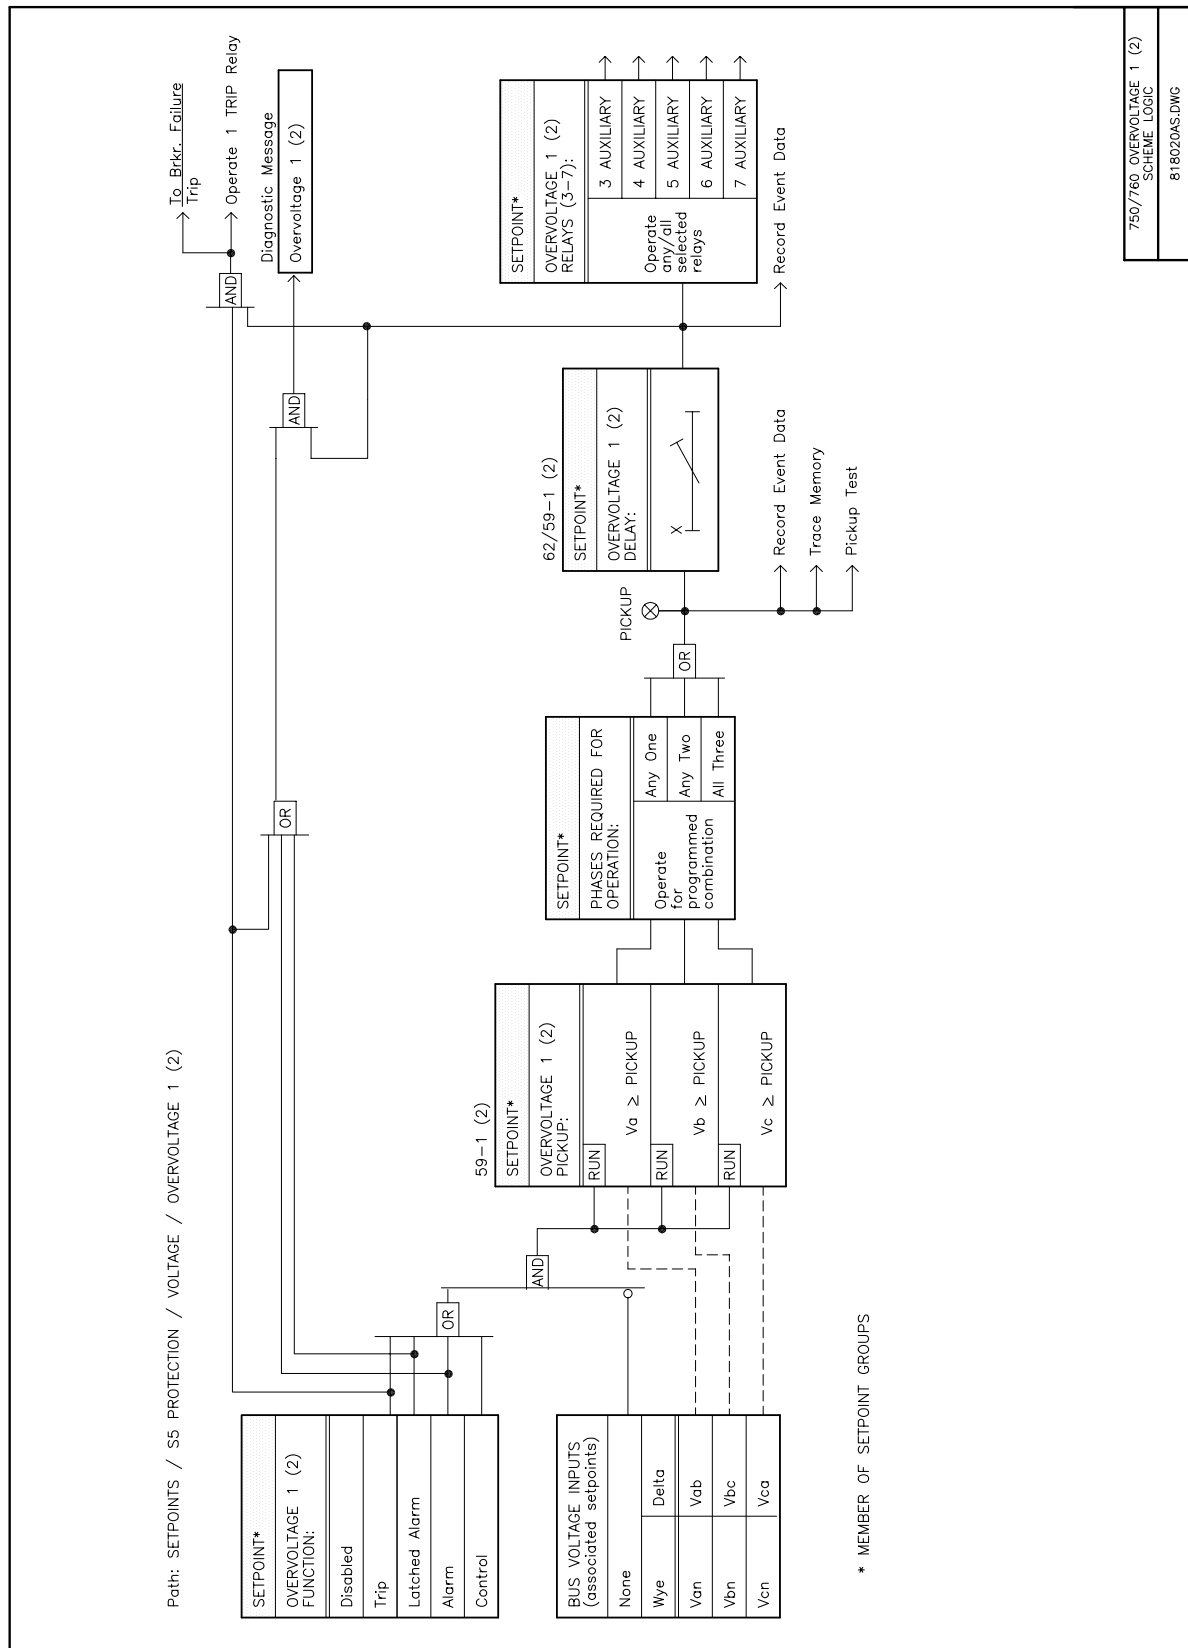 Path: SETPOINTS / S5 PROTECTION / VOLTAGE / OVERVOLTAGE 1 (2)
SETPOINT*
OVERVOLTAGE 1 (2)
FUNCTION:
Disabled
Trip
Latched Alarm
Alarm
Control
BUS VOLTAGE INPUTS
(associated setpoints)
None
Wye
Delta
Van
Vab
Vbn
Vbc
Vcn
Vca
* MEMBER OF SETPOINT GROUPS
OR
AND
59-1 (2)
SETPOINT*
OVERVOLTAGE 1 (2)
PICKUP:
RUN
Va ≥ PICKUP
RUN
Vb ≥ PICKUP
RUN
Vc ≥ PICKUP
OR
SETPOINT*
PHASES REQUIRED FOR
OPERATION:
Operate
for
programmed
combination
Any One
Any Two
All Three
OR
PICKUP
Record Event Data
Trace Memory
Pickup Test
62/59-1 (2)
SETPOINT*
OVERVOLTAGE 1 (2)
DELAY:
X
AND
AND
To Brkr. Failure
Trip
Operate 1 TRIP Relay
Diagnostic Message
Overvoltage 1 (2)
SETPOINT*
OVERVOLTAGE 1 (2)
RELAYS (3-7):
Operate
any/all
selected
relays
3 AUXILIARY
4 AUXILIARY
5 AUXILIARY
6 AUXILIARY
7 AUXILIARY
Record Event Data
750/760 OVERVOLTAGE 1 (2)
SCHEME LOGIC
818020AS.DWG